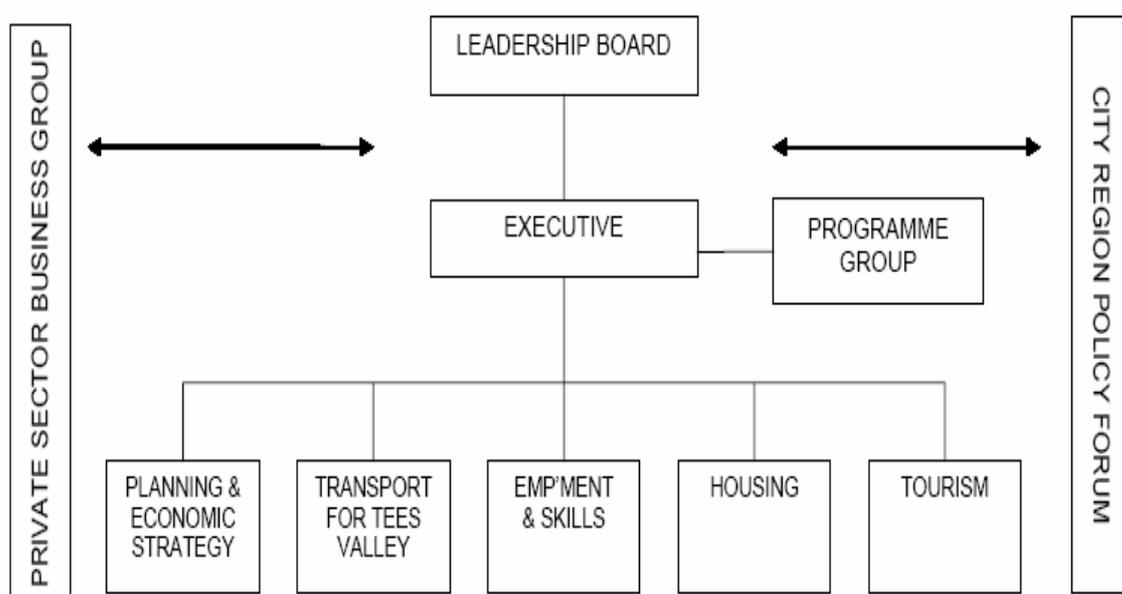 PRIVATE SECTOR BUSINESS GROUP
LEADERSHIP BOARD
EXECUTIVE
PROGRAMME
GROUP
PLANNING &
ECONOMIC
STRATEGY
TRANSPORT
FOR TEES
VALLEY
EMP'MENT
& SKILLS
HOUSING
TOURISM
CITY REGION POLICY FORUM